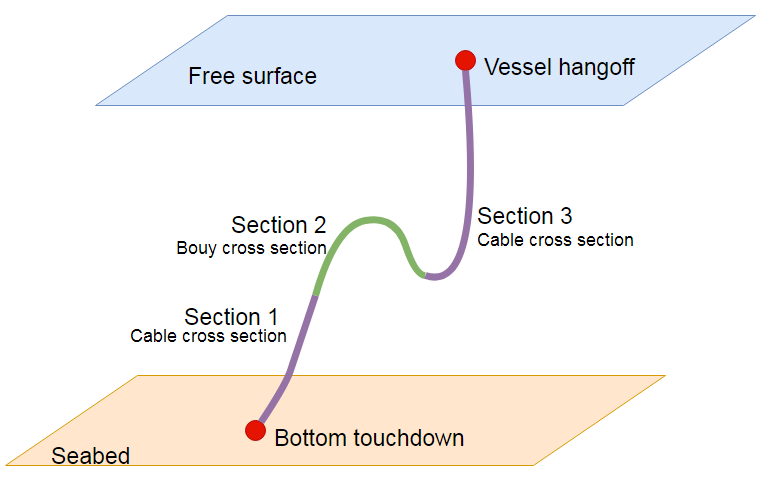 Free surface
Vessel hangoff
Section 2
Bouy cross section
Section 3
Cable cross section
Section 1
Cable cross section
Bottom touchdown
Seabed